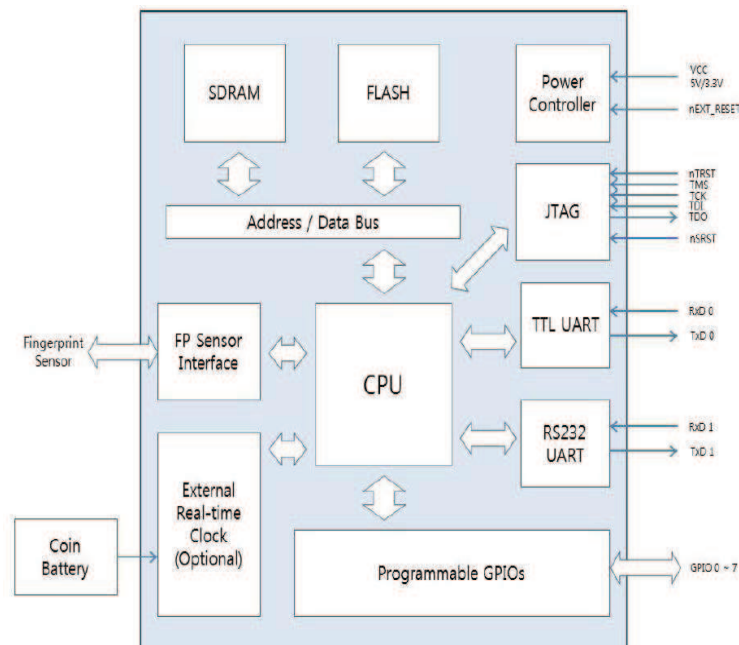 SDRAM
FLASH
Power
Controller
VCC
5V/3.3V
nEXT_RESET
Address / Data Bus
JTAG
nTRST
TMS
TCK
TDI
TDO
nSRST
Fingerprint
Sensor
FP Sensor
Interface
CPU
TTL UART
RxD 0
TxD 0
RS232
UART
RxD 1
TxD 1
External
Real-time
Clock
(Optional)
Coin
Battery
Programmable GPIOs
GPIO 0 ~ 7